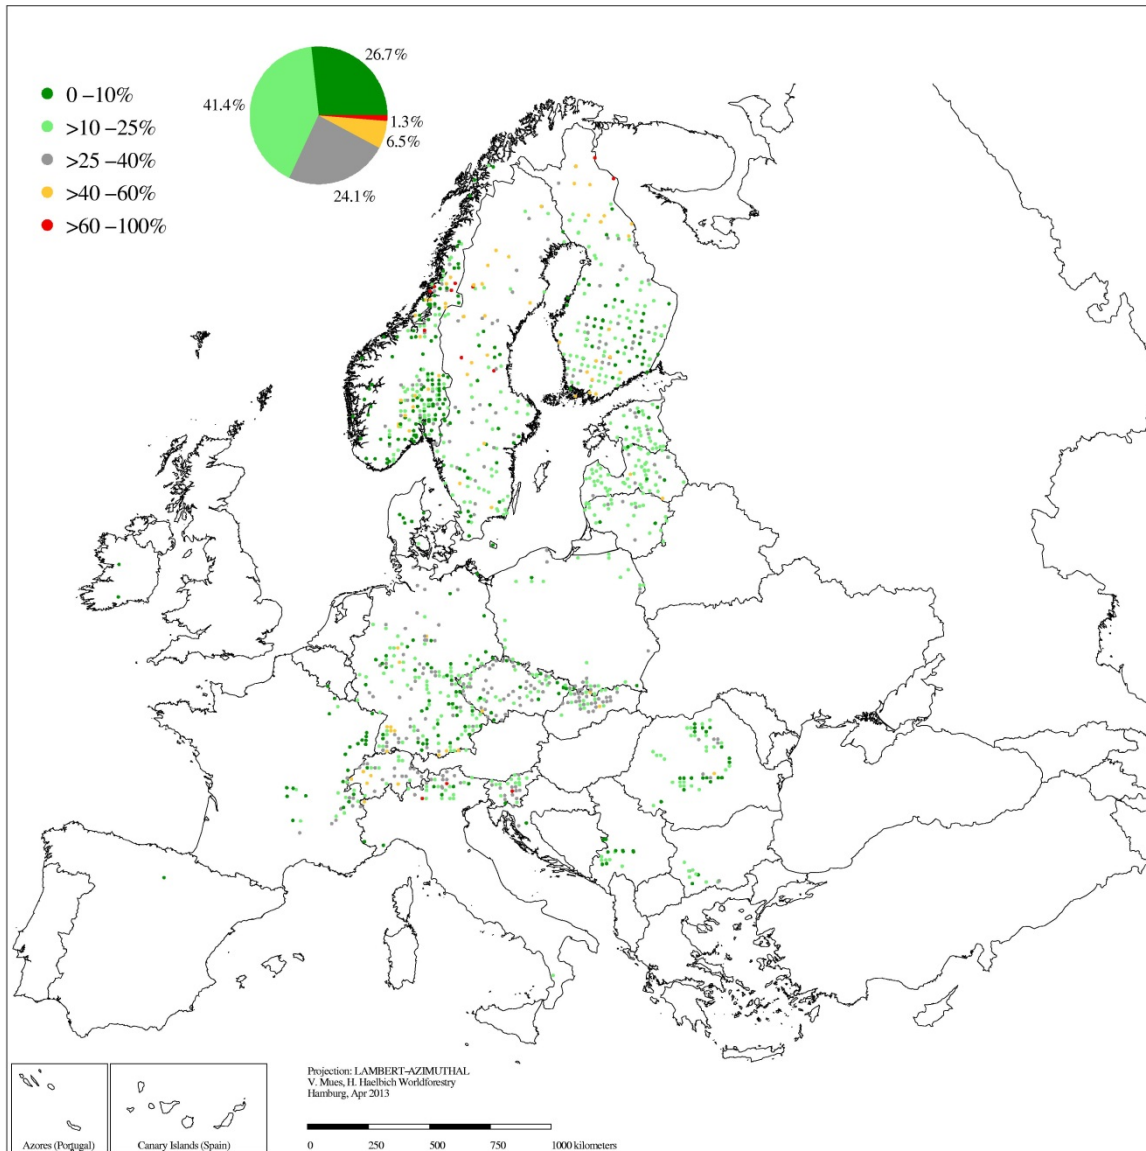 0 –10%
>10 –25%
>25 –40%
>40 –60%
>60 –100%
26.7%
41.4%
1.3%
6.5%
24.1%
Projection: LAMBERT–AZIMUTHAL
V. Mues, H. Haelbich Worldforestry
Hamburg, Apr 2013
Azores (Portugal)
Canary Islands (Spain)
0 250 500 750 1000 kilometers